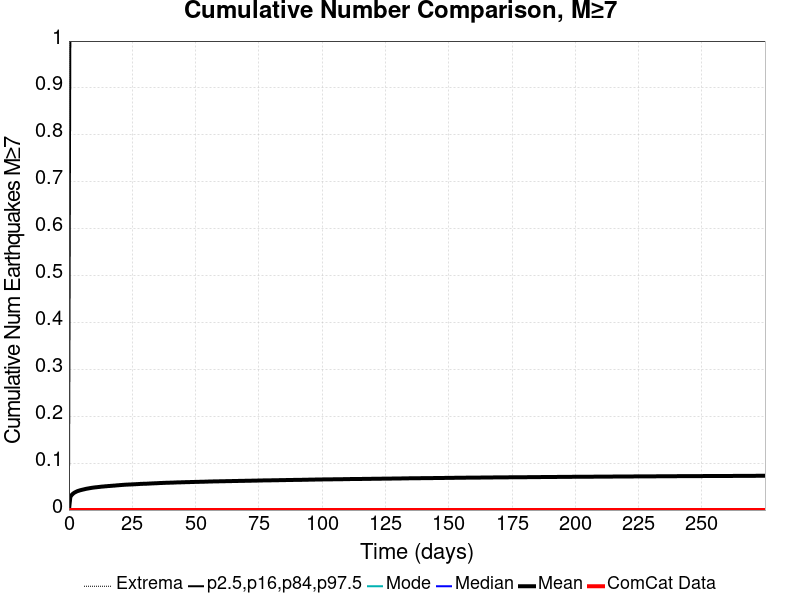 Cumulative Number Comparison, M≥7
Cumulative Num Earthquakes M≥7
1
0.9
0.8
0.7
0.6
0.5
0.4
0.3
0.2
0.1
0
0 25 50 75 100 125 150 175 200 225 250
Time (days)
Extrema p2.5,p16,p84,p97.5 Mode Median Mean ComCat Data